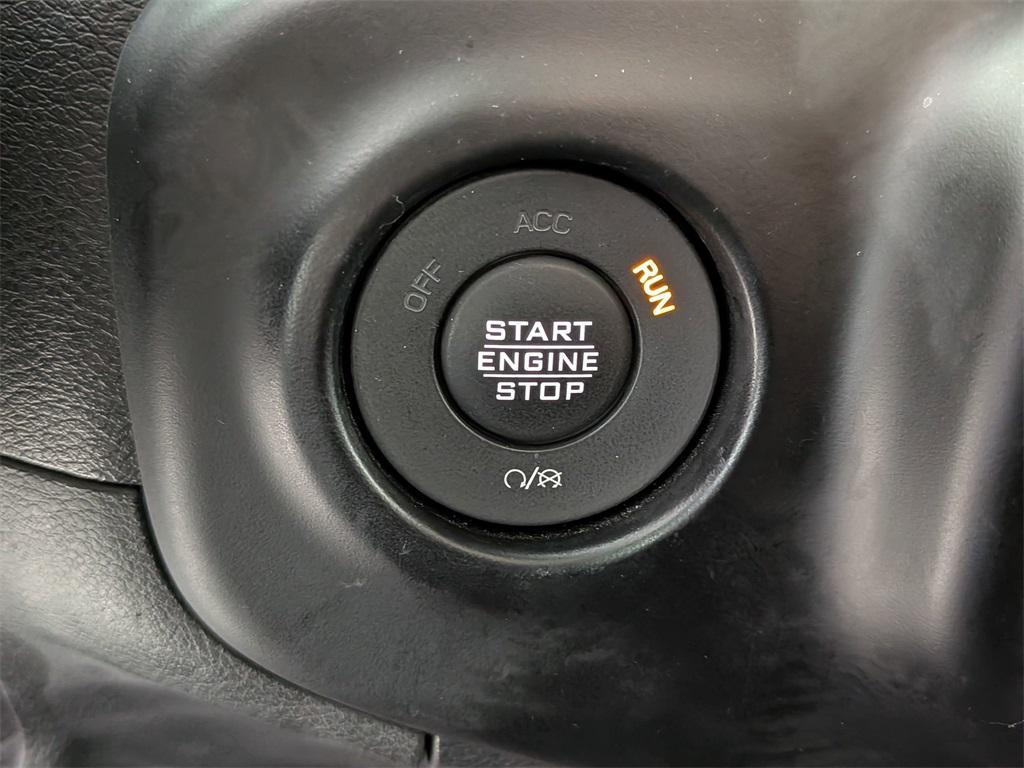 ACC
OFF
RUN
START
ENGINE
STOP